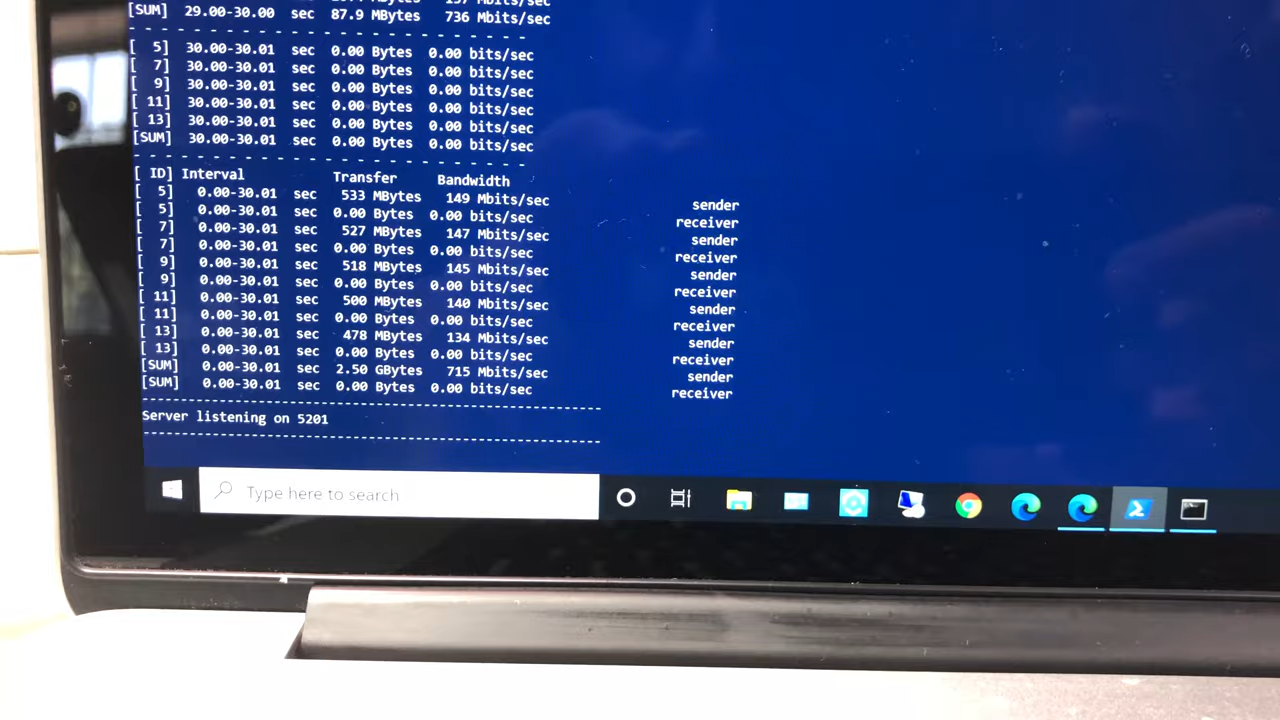 [SUM] 29.00-30.00 sec 87.9 MBytes 736 Mbits/sec
- - - - - - - - - - - - - - - - - - - - - - - - -
[ 5] 30.00-30.01 sec 0.00 Bytes 0.00 bits/sec
[ 7] 30.00-30.01 sec 0.00 Bytes 0.00 bits/sec
[ 9] 30.00-30.01 sec 0.00 Bytes 0.00 bits/sec
[ 11] 30.00-30.01 sec 0.00 Bytes 0.00 bits/sec
[ 13] 30.00-30.01 sec 0.00 Bytes 0.00 bits/sec
[SUM] 30.00-30.01 sec 0.00 Bytes 0.00 bits/sec
- - - - - - - - - - - - - - - - - - - - - - - - -
[ ID] Interval Transfer Bandwidth
[ 5] 0.00-30.01 sec 533 MBytes 149 Mbits/sec sender
[ 5] 0.00-30.01 sec 0.00 Bytes 0.00 bits/sec receiver
[ 7] 0.00-30.01 sec 527 MBytes 147 Mbits/sec sender
[ 7] 0.00-30.01 sec 0.00 Bytes 0.00 bits/sec receiver
[ 9] 0.00-30.01 sec 518 MBytes 145 Mbits/sec sender
[ 9] 0.00-30.01 sec 0.00 Bytes 0.00 bits/sec receiver
[ 11] 0.00-30.01 sec 500 MBytes 140 Mbits/sec sender
[ 11] 0.00-30.01 sec 0.00 Bytes 0.00 bits/sec receiver
[ 13] 0.00-30.01 sec 478 MBytes 134 Mbits/sec sender
[ 13] 0.00-30.01 sec 0.00 Bytes 0.00 bits/sec receiver
[SUM] 0.00-30.01 sec 2.50 GBytes 715 Mbits/sec sender
[SUM] 0.00-30.01 sec 0.00 Bytes 0.00 bits/sec receiver
-----------------------------------------------------------
Server listening on 5201
-----------------------------------------------------------
Type here to search